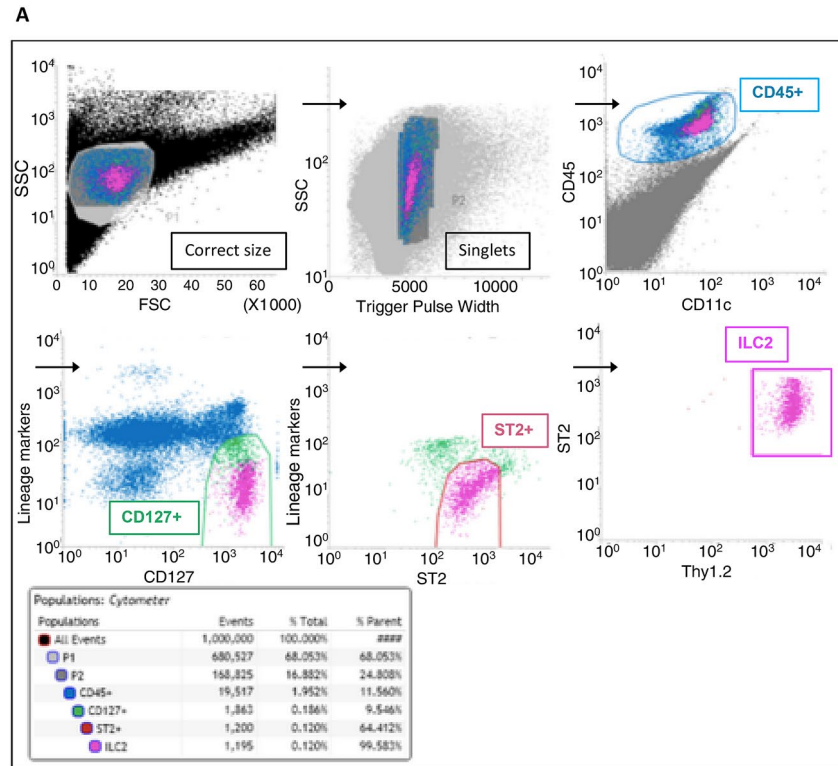 A
10⁴
10³
10²
10¹
10⁰
SSC
P1
Correct size
0 10 20 30 40 50 60
FSC (X1000)
SSC
10²
10¹
P2
Singlets
0 5000 10000
Trigger Pulse Width
CD45
10⁴
10³
10²
10¹
10⁰
CD45+
10⁰ 10¹ 10² 10³ 10⁴
CD11c
Lineage markers
10⁴
10³
10²
10¹
10⁰
CD127+
10⁰ 10¹ 10² 10³ 10⁴
CD127
Lineage markers
10⁴
10³
10²
10¹
10⁰
ST2+
10⁰ 10¹ 10² 10³ 10⁴
ST2
ST2
10⁴
10³
10²
10¹
10⁰
ILC2
10⁰ 10¹ 10² 10³ 10⁴
Thy1.2
Populations: Cytometer
Populations Events % Total % Parent
All Events 1,000,000 100.000% ####
P1 680,527 68.053% 68.053%
P2 168,825 16.882% 24.808%
CD45+ 19,517 1.952% 11.560%
CD127+ 1,863 0.186% 9.546%
ST2+ 1,200 0.120% 64.412%
ILC2 1,195 0.120% 99.583%